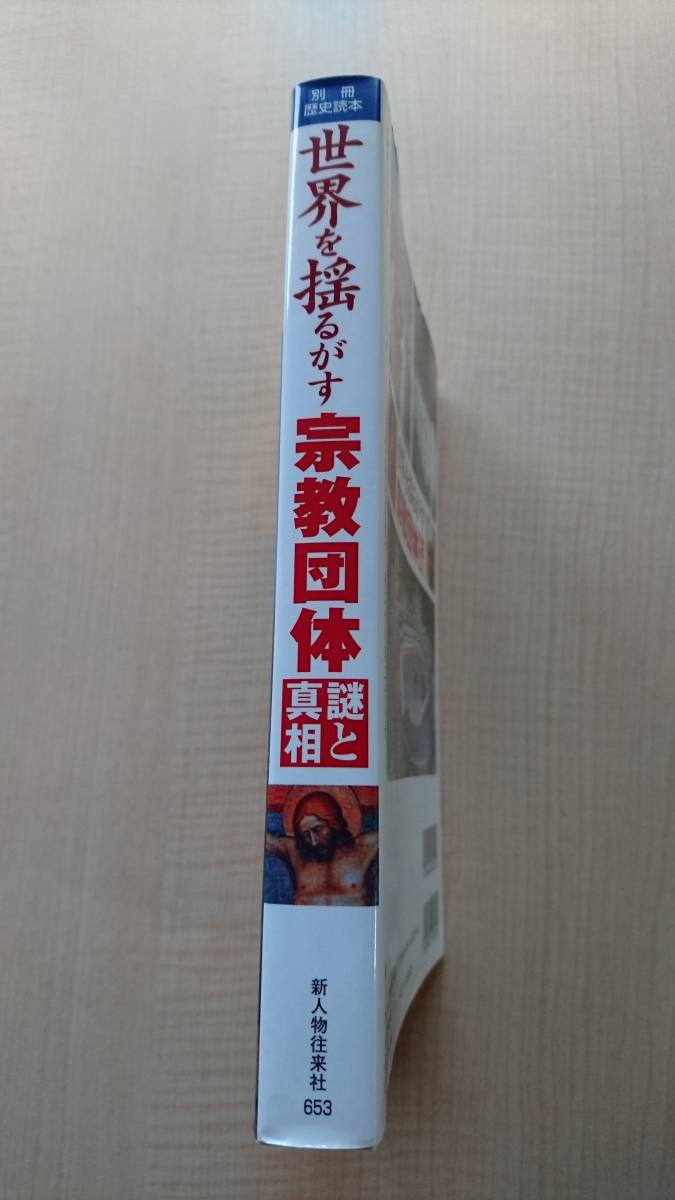 別冊
歴史読本
世界を揺るがす
宗教団体
謎と
真相
新人物往来社
653